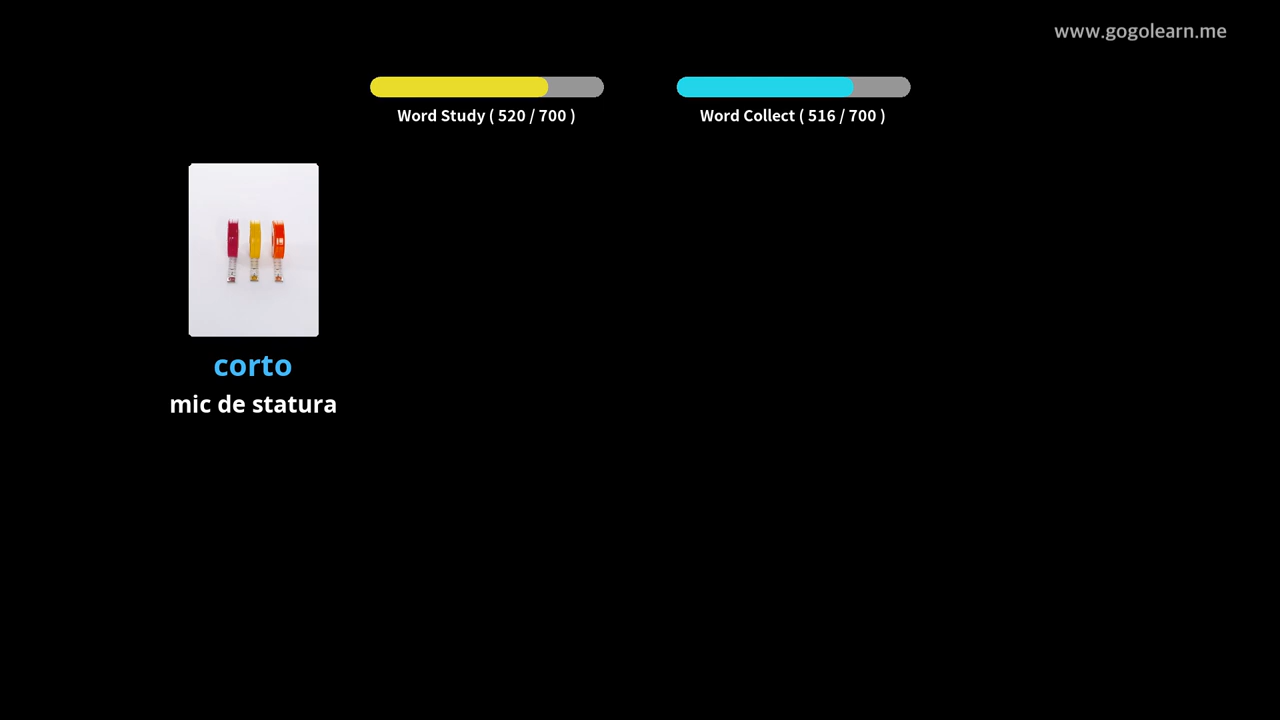 www.gogolearn.me
Word Study ( 520 / 700 )
Word Collect ( 516 / 700 )
corto
mic de statura